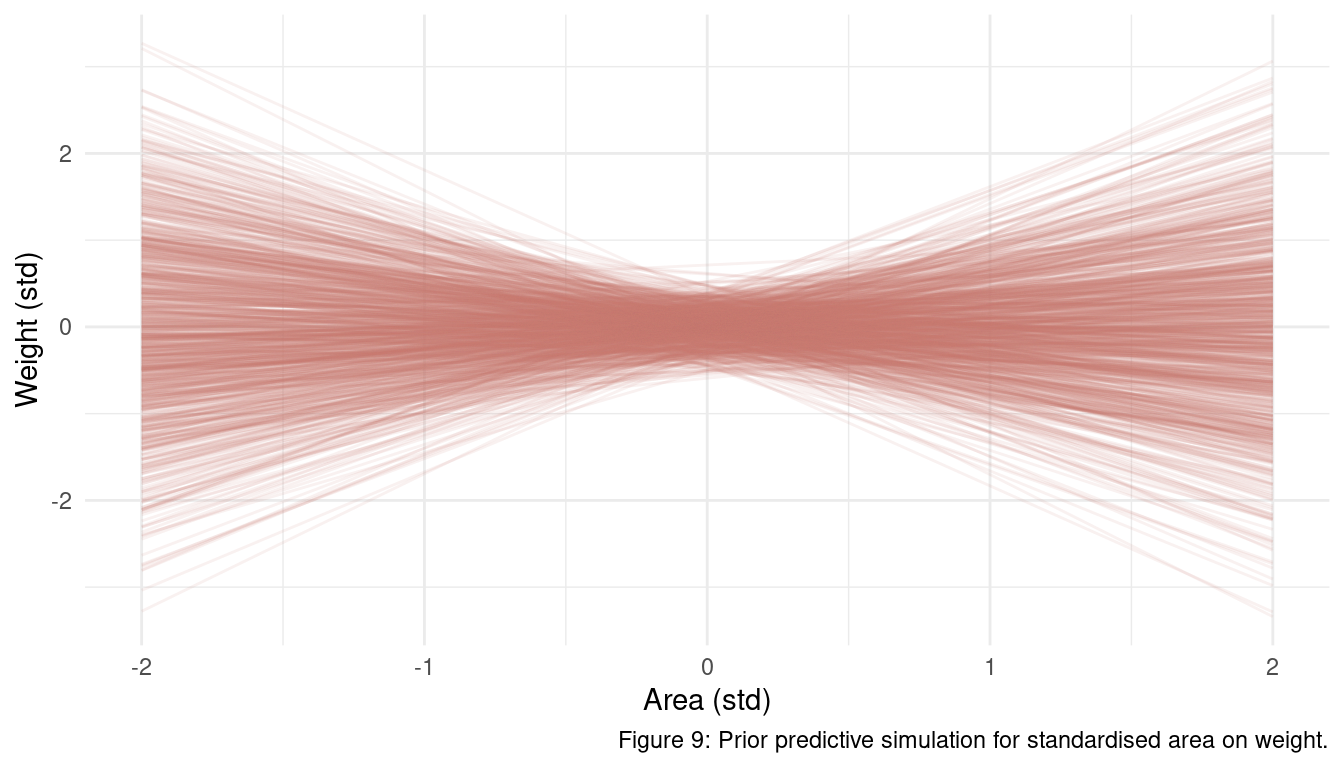 2
0
-2
Weight (std)
-2
-1
0
1
2
Area (std)
Figure 9: Prior predictive simulation for standardised area on weight.